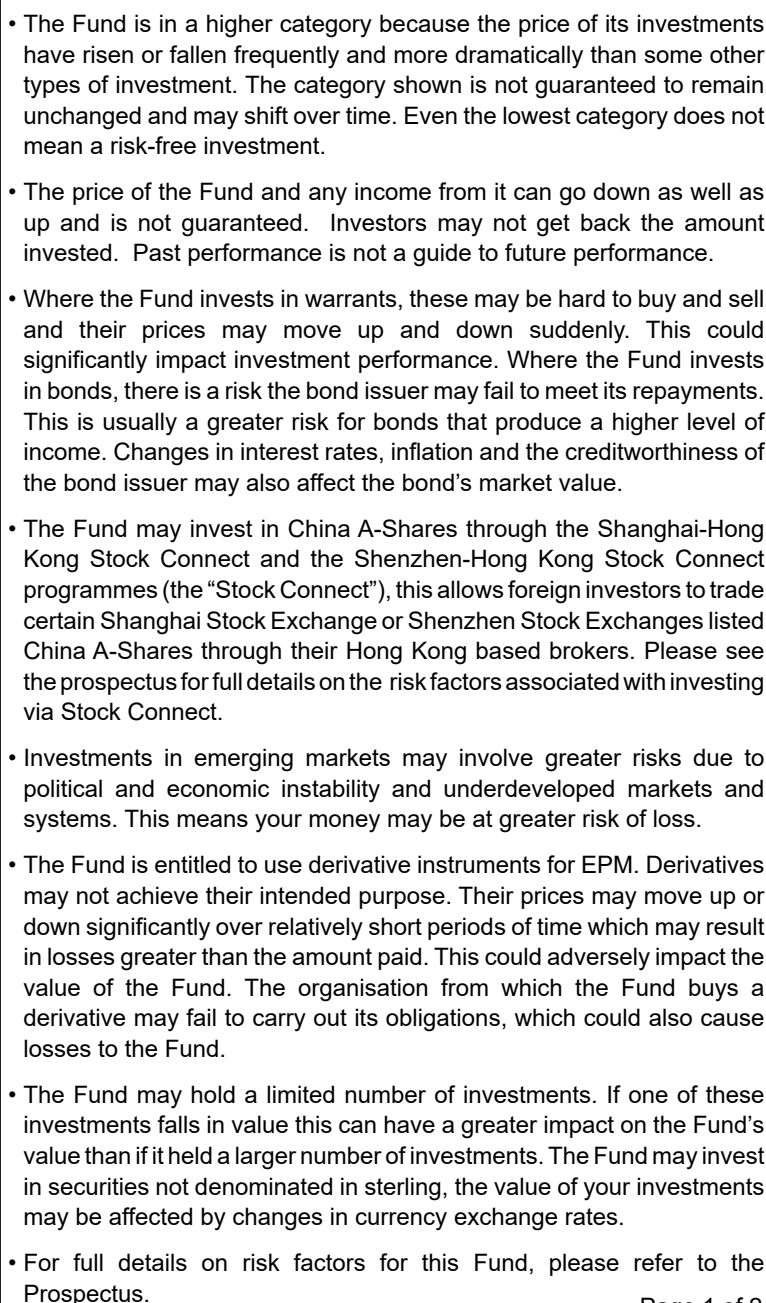 • The Fund is in a higher category because the price of its investments
have risen or fallen frequently and more dramatically than some other
types of investment. The category shown is not guaranteed to remain
unchanged and may shift over time. Even the lowest category does not
mean a risk-free investment.
• The price of the Fund and any income from it can go down as well as
up and is not guaranteed. Investors may not get back the amount
invested. Past performance is not a guide to future performance.
• Where the Fund invests in warrants, these may be hard to buy and sell
and their prices may move up and down suddenly. This could
significantly impact investment performance. Where the Fund invests
in bonds, there is a risk the bond issuer may fail to meet its repayments.
This is usually a greater risk for bonds that produce a higher level of
income. Changes in interest rates, inflation and the creditworthiness of
the bond issuer may also affect the bond’s market value.
• The Fund may invest in China A-Shares through the Shanghai-Hong
Kong Stock Connect and the Shenzhen-Hong Kong Stock Connect
programmes (the “Stock Connect”), this allows foreign investors to trade
certain Shanghai Stock Exchange or Shenzhen Stock Exchanges listed
China A-Shares through their Hong Kong based brokers. Please see
the prospectus for full details on the risk factors associated with investing
via Stock Connect.
• Investments in emerging markets may involve greater risks due to
political and economic instability and underdeveloped markets and
systems. This means your money may be at greater risk of loss.
• The Fund is entitled to use derivative instruments for EPM. Derivatives
may not achieve their intended purpose. Their prices may move up or
down significantly over relatively short periods of time which may result
in losses greater than the amount paid. This could adversely impact the
value of the Fund. The organisation from which the Fund buys a
derivative may fail to carry out its obligations, which could also cause
losses to the Fund.
• The Fund may hold a limited number of investments. If one of these
investments falls in value this can have a greater impact on the Fund’s
value than if it held a larger number of investments. The Fund may invest
in securities not denominated in sterling, the value of your investments
may be affected by changes in currency exchange rates.
• For full details on risk factors for this Fund, please refer to the
Prospectus.
Page 1 of 2